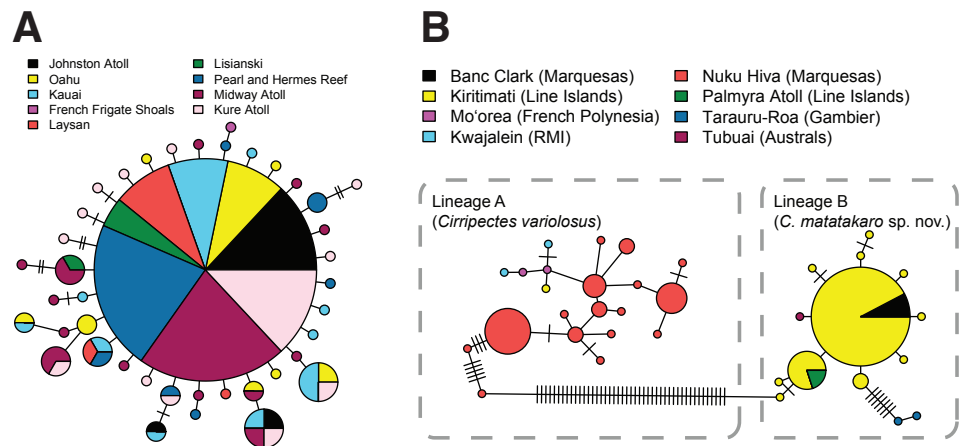 A
Johnston Atoll
Oahu
Kauai
French Frigate Shoals
Laysan
Lisianski
Pearl and Hermes Reef
Midway Atoll
Kure Atoll
B
Banc Clark (Marquesas)
Kiritimati (Line Islands)
Moʻorea (French Polynesia)
Kwajalein (RMI)
Nuku Hiva (Marquesas)
Palmyra Atoll (Line Islands)
Tarauru-Roa (Gambier)
Tubuai (Australs)
Lineage A
(Cirripectes variolosus)
Lineage B
(C. matatakaro sp. nov.)